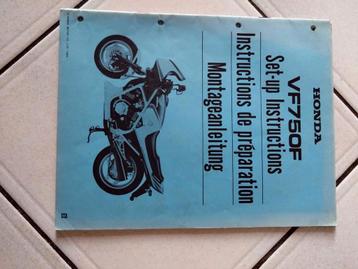 HONDA
VF750F
Set-up Instructions
Instructions de préparation
Montageanleitung